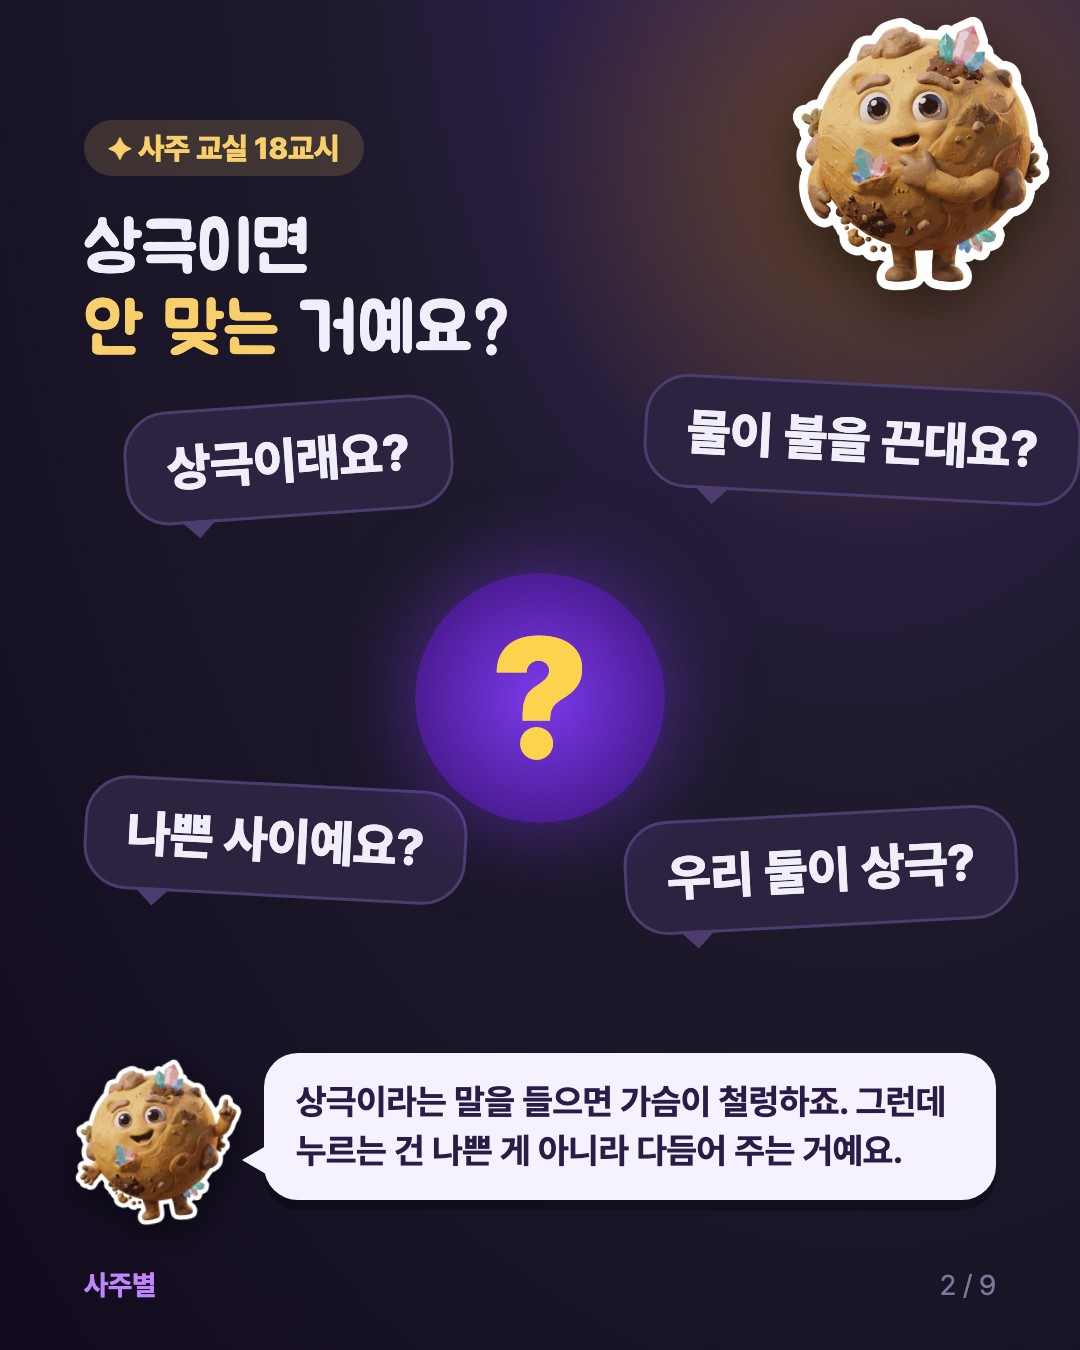 ✦ 사주 교실 18교시
상극이면
안 맞는 거예요?
상극이래요?
물이 불을 끈대요?
?
나쁜 사이예요?
우리 둘이 상극?
상극이라는 말을 들으면 가슴이 철렁하죠. 그런데
누르는 건 나쁜 게 아니라 다듬어 주는 거예요.
사주별
2 / 9